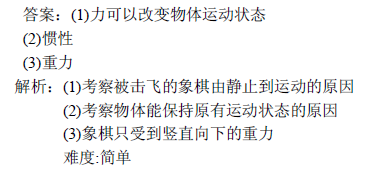 答案：(1)力可以改变物体运动状态
(2)惯性
(3)重力
解析：(1)考察被击飞的象棋由静止到运动的原因
(2)考察物体能保持原有运动状态的原因
(3)象棋只受到竖直向下的重力
难度:简单